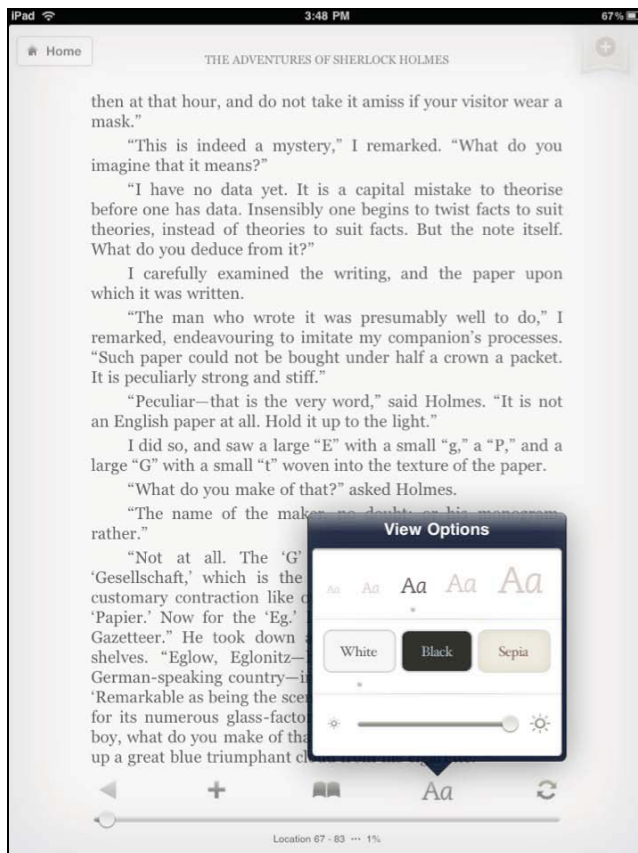 iPad 3:48 PM 67%
Home
THE ADVENTURES OF SHERLOCK HOLMES
then at that hour, and do not take it amiss if your visitor wear a
mask.”
“This is indeed a mystery,” I remarked. “What do you
imagine that it means?”
“I have no data yet. It is a capital mistake to theorise
before one has data. Insensibly one begins to twist facts to suit
theories, instead of theories to suit facts. But the note itself.
What do you deduce from it?”
I carefully examined the writing, and the paper upon
which it was written.
“The man who wrote it was presumably well to do,” I
remarked, endeavouring to imitate my companion’s processes.
“Such paper could not be bought under half a crown a packet.
It is peculiarly strong and stiff.”
“Peculiar—that is the very word,” said Holmes. “It is not
an English paper at all. Hold it up to the light.”
I did so, and saw a large “E” with a small “g,” a “P,” and a
large “G” with a small “t” woven into the texture of the paper.
“What do you make of that?” asked Holmes.
“The name of the maker, no doubt; or his monogram,
rather.”
“Not at all. The ‘G’
‘Gesellschaft,’ which is the
customary contraction like
‘Papier.’ Now for the ‘Eg.’
Gazetteer.” He took down
shelves. “Eglow, Eglonitz—
German-speaking country—
‘Remarkable as being the
for its numerous
boy, what do you make of
up a great blue triumphant
View Options
Aa Aa Aa Aa Aa
White Black Sepia
Aa
Location 67 - 83 ••• 1%